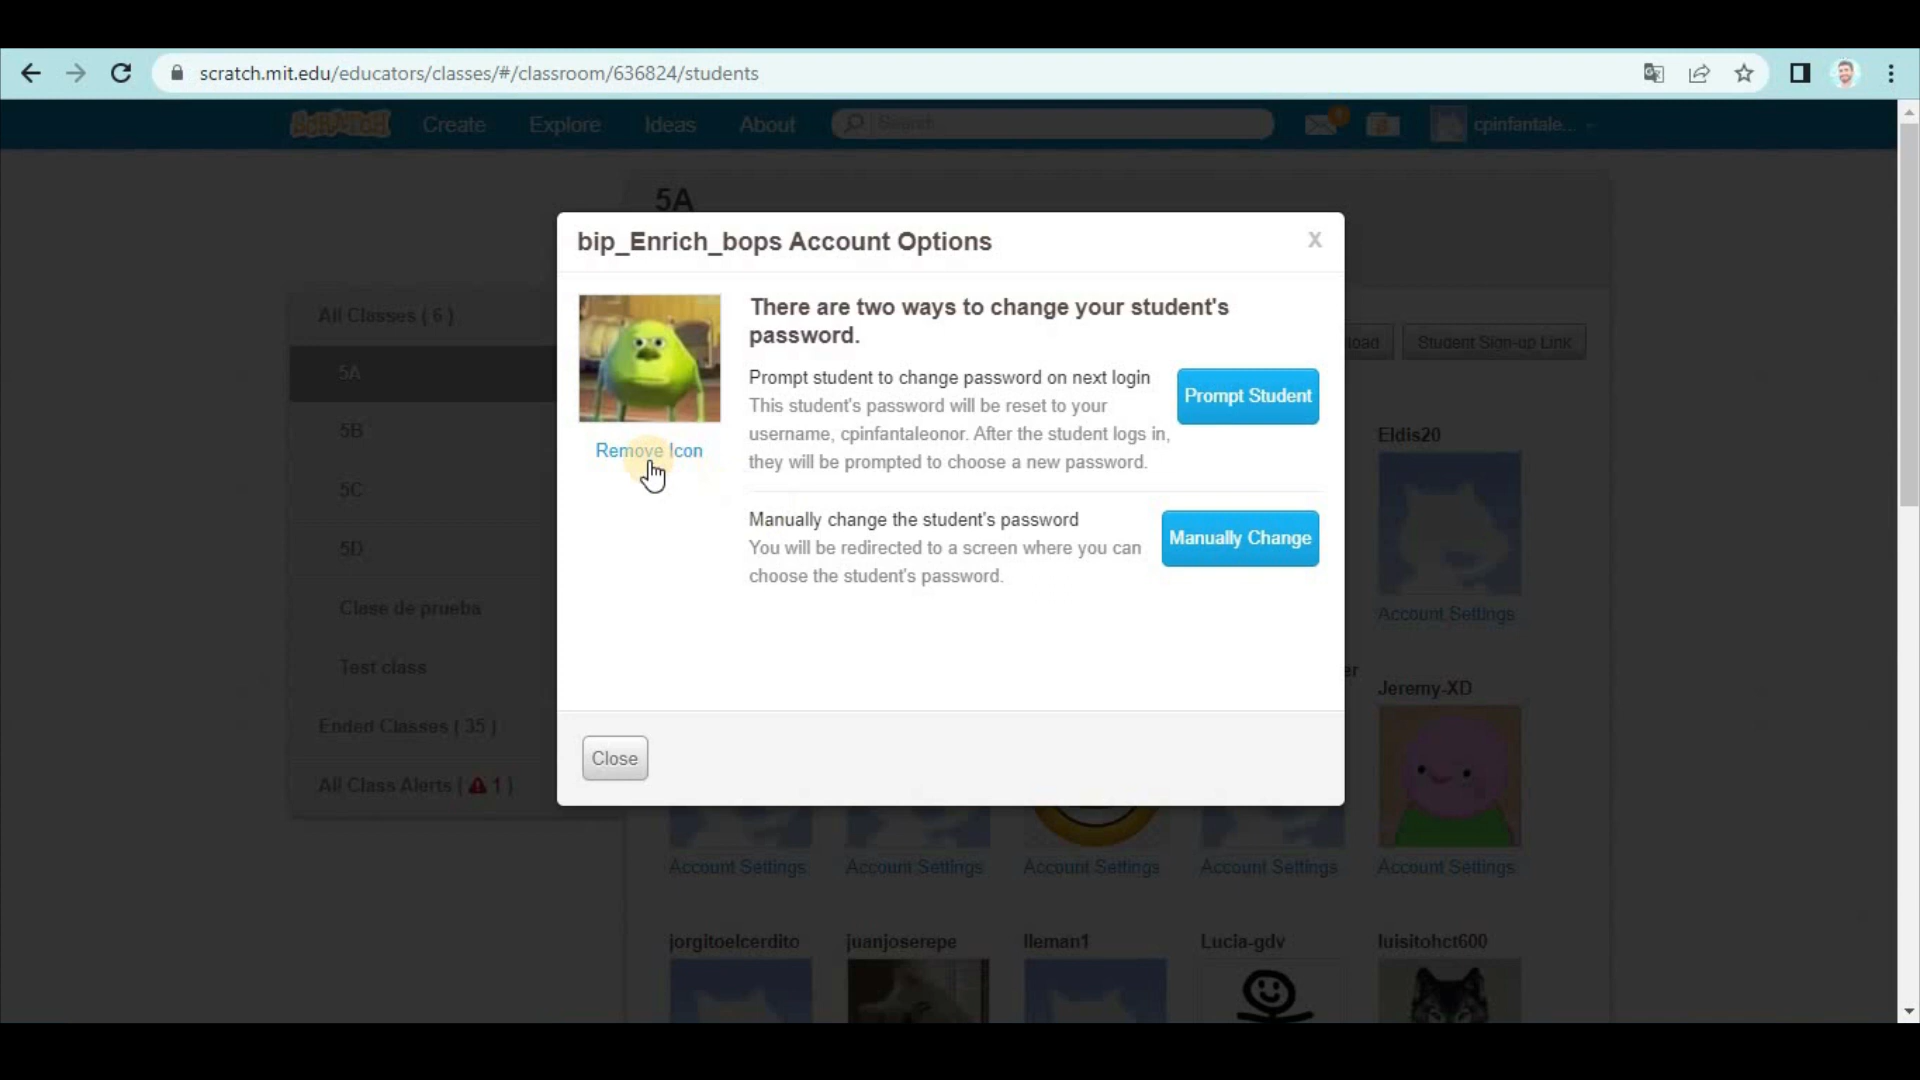 scratch.mit.edu/educators/classes/#/classroom/636824/students
SCRATCH Create Explore Ideas About Search 1 cpinfantale...
5A
bip_Enrich_bops Account Options X
There are two ways to change your student's
password.
Prompt student to change password on next login
This student's password will be reset to your
username, cpinfantaleonor. After the student logs in,
they will be prompted to choose a new password.
Prompt Student
Remove Icon
Manually change the student's password
You will be redirected to a screen where you can
choose the student's password.
Manually Change
Close
All Classes ( 6 )
5A
5B
5C
5D
Clase de prueba
Test class
Ended Classes ( 35 )
All Class Alerts ( 1 )
Student Sign-up Link
Eldis20
Account Settings
Jeremy-XD
Account Settings Account Settings Account Settings Account Settings Account Settings
jorgitoelcerdito juanjoserepe lleman1 Lucia-gdv luisitohct600